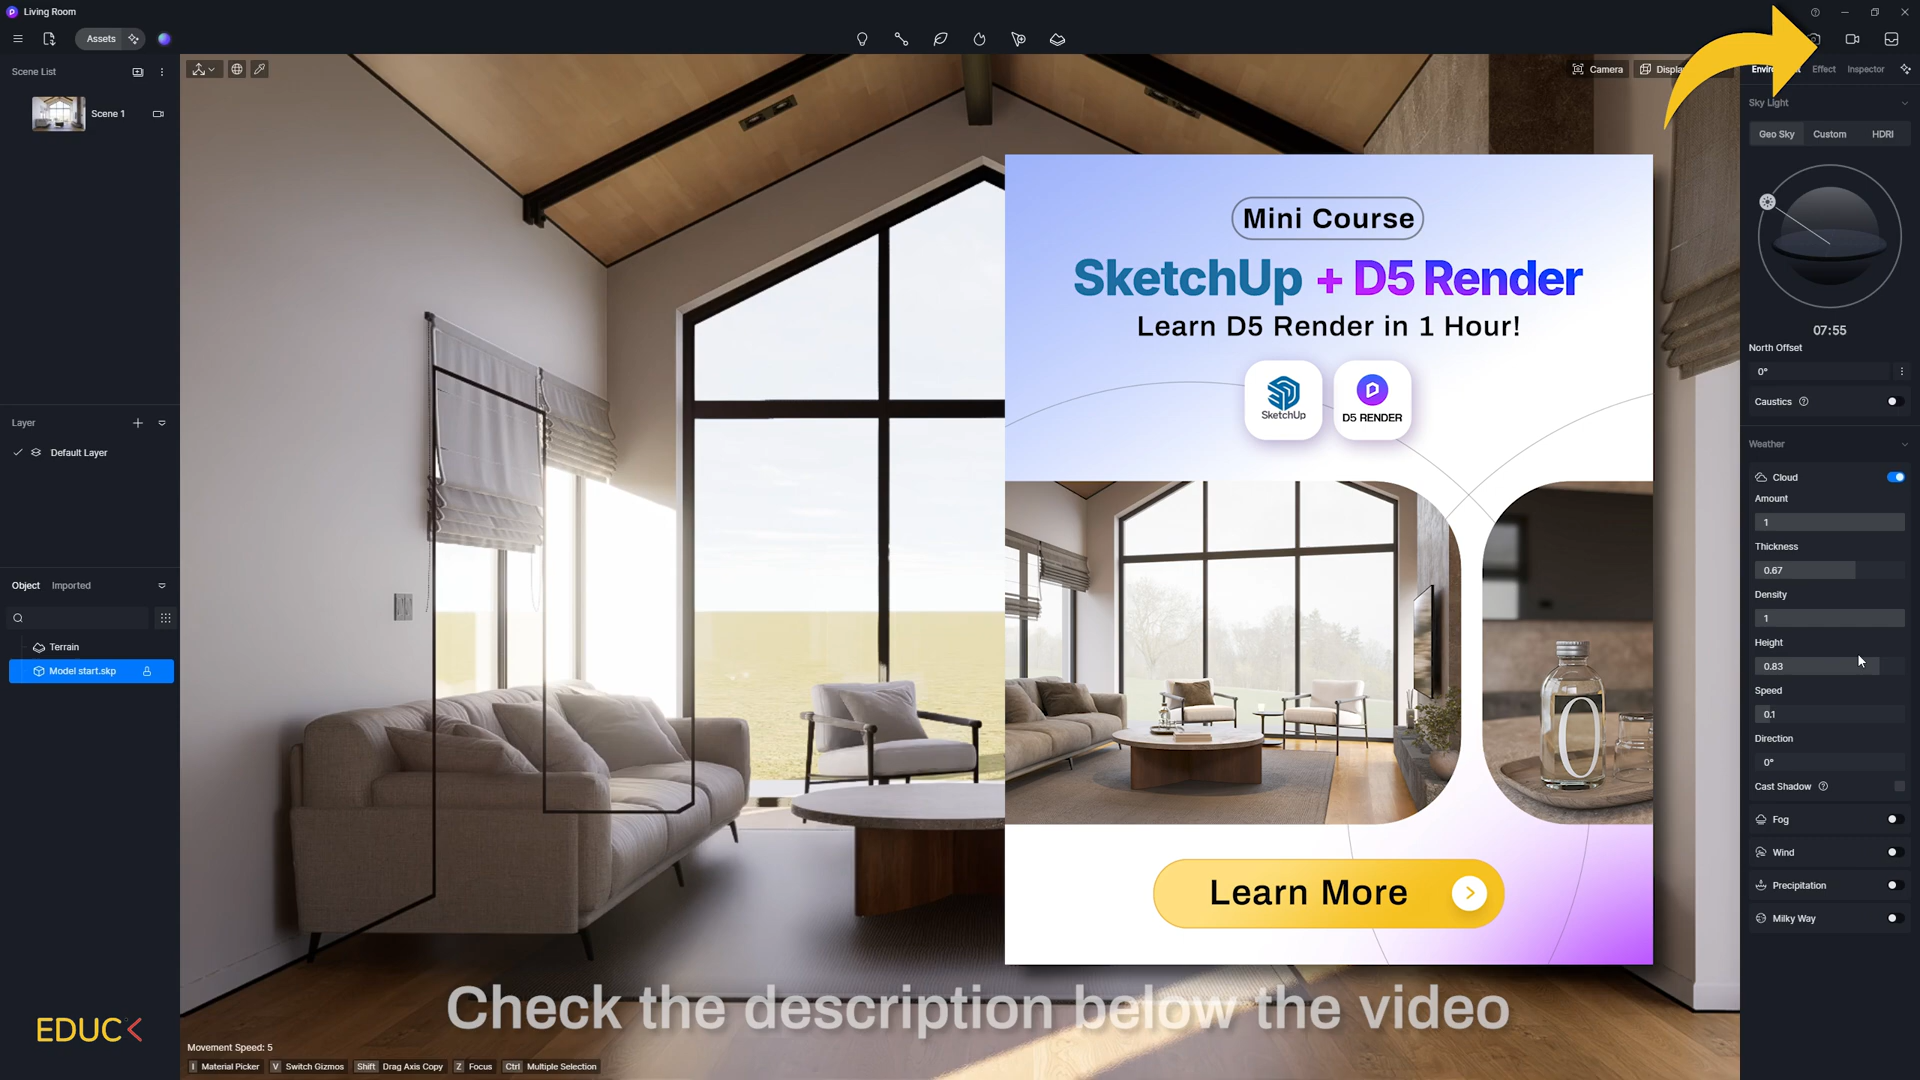 Living Room
Assets
Scene List
Scene 1
Layer
Default Layer
Object
Imported
Terrain
Model start.skp
EDUC
Camera
Mini Course
SketchUp + D5 Render
Learn D5 Render in 1 Hour!
SketchUp
D5 RENDER
Learn More
Check the description below the video
Movement Speed: 5
I Material Picker
V Switch Gizmos
Shift Drag Axis Copy
Z Focus
Ctrl Multiple Selection
Effect
Inspector
Sky Light
Geo Sky
Custom
HDRI
07:55
North Offset
0°
Caustics
Weather
Cloud
Amount
1
Thickness
0.67
Density
1
Height
0.83
Speed
0.1
Direction
0°
Cast Shadow
Fog
Wind
Precipitation
Milky Way